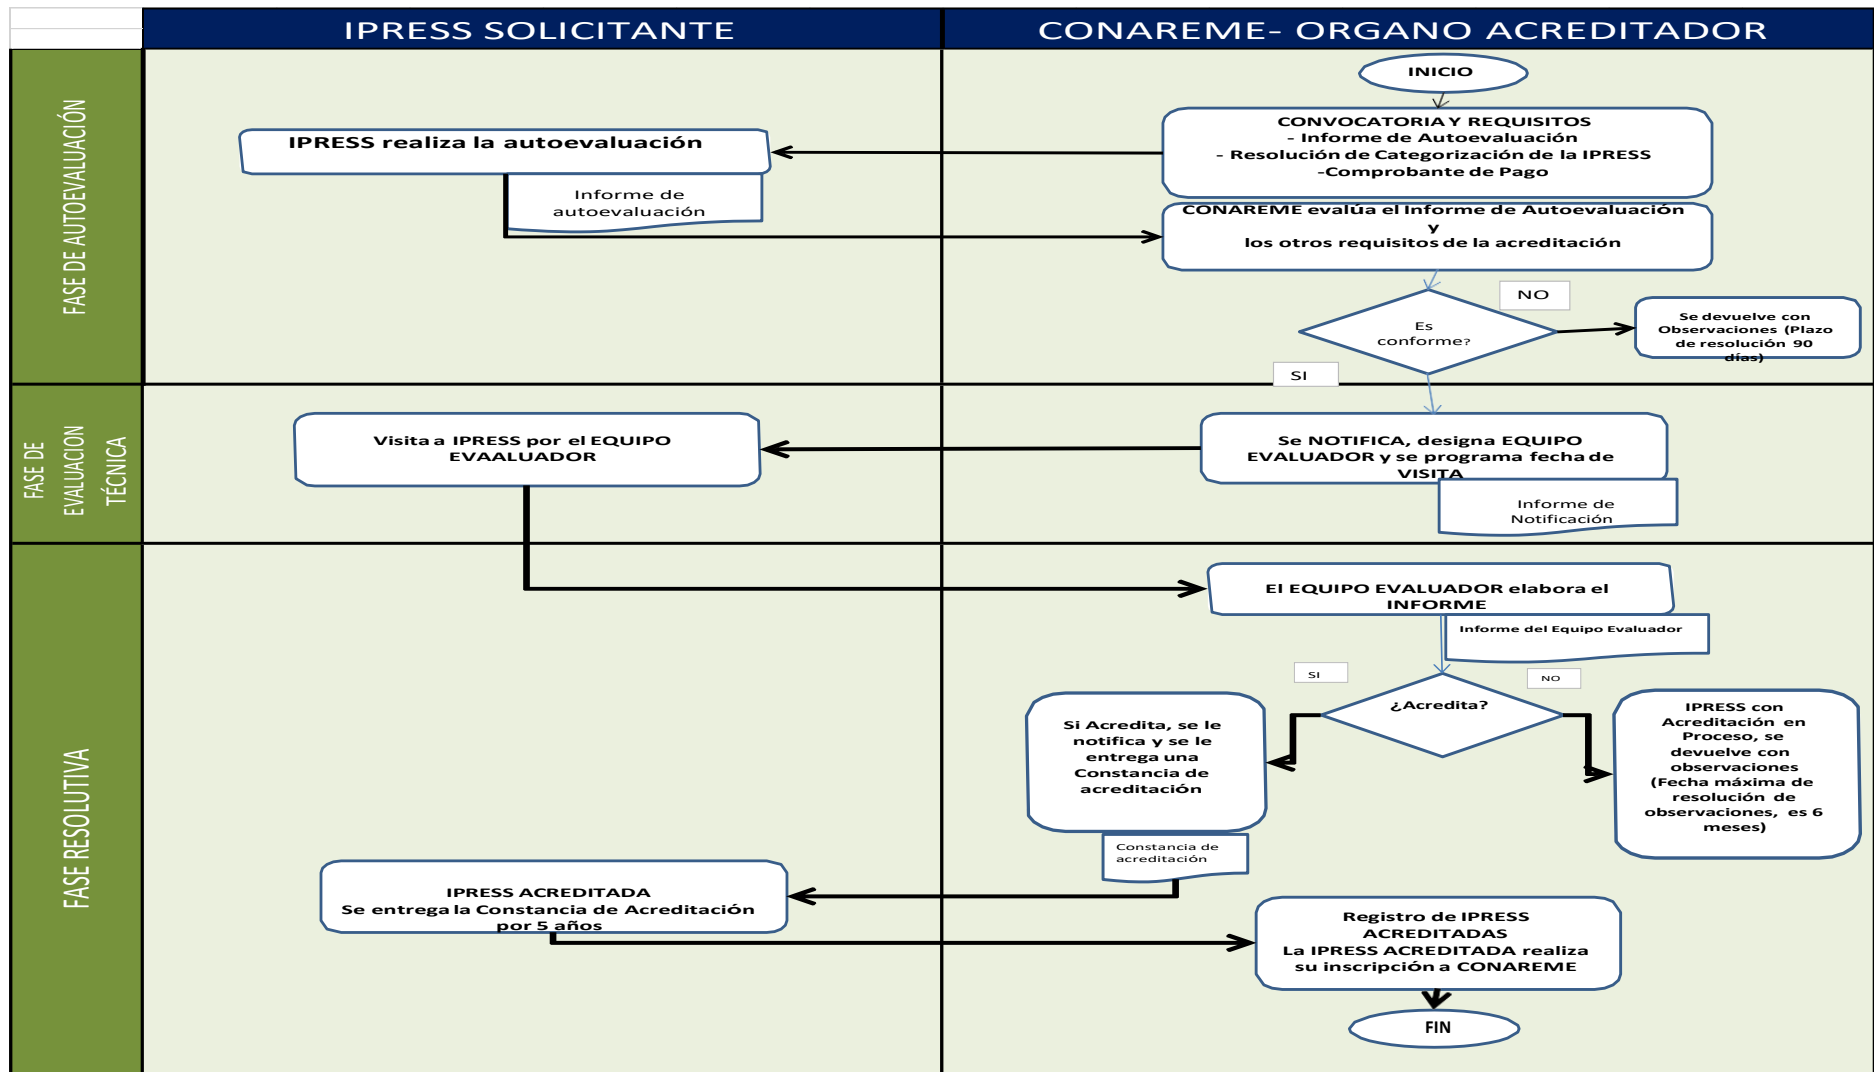 IPRESS SOLICITANTE
CONAREME- ORGANO ACREDITADOR
FASE DE AUTOEVALUACIÓN
INICIO
CONVOCATORIA Y REQUISITOS
- Informe de Autoevaluación
- Resolución de Categorización de la IPRESS
-Comprobante de Pago
IPRESS realiza la autoevaluación
Informe de
autoevaluación
CONAREME evalúa el Informe de Autoevaluación
y
los otros requisitos de la acreditación
Es
conforme?
NO
Se devuelve con
Observaciones (Plazo
de resolución 90
días)
SI
FASE DE
EVALUACION
TÉCNICA
Visita a IPRESS por el EQUIPO
EVAALUADOR
Se NOTIFICA, designa EQUIPO
EVALUADOR y se programa fecha de
VISITA
Informe de
Notificación
FASE RESOLUTIVA
El EQUIPO EVALUADOR elabora el
INFORME
Informe del Equipo Evaluador
SI
NO
¿Acredita?
Si Acredita, se le
notifica y se le
entrega una
Constancia de
acreditación
IPRESS con
Acreditación en
Proceso, se
devuelve con
observaciones
(Fecha máxima de
resolución de
observaciones, es 6
meses)
Constancia de
acreditación
IPRESS ACREDITADA
Se entrega la Constancia de Acreditación
por 5 años
Registro de IPRESS
ACREDITADAS
La IPRESS ACREDITADA realiza
su inscripción a CONAREME
FIN